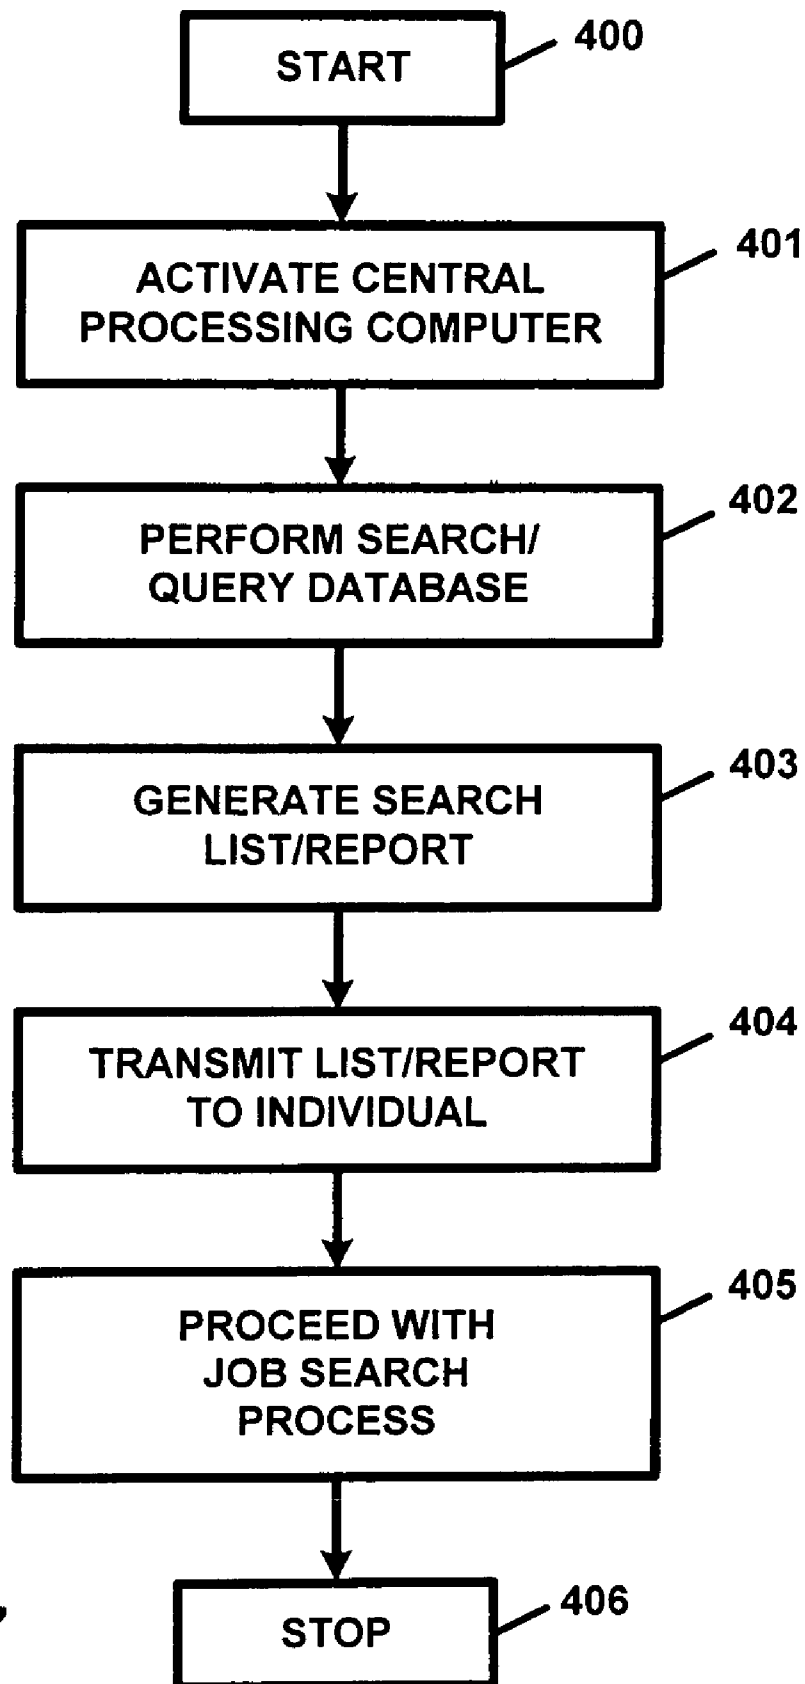 START
400
ACTIVATE CENTRAL
PROCESSING COMPUTER
401
PERFORM SEARCH/
QUERY DATABASE
402
GENERATE SEARCH
LIST/REPORT
403
TRANSMIT LIST/REPORT
TO INDIVIDUAL
404
PROCEED WITH
JOB SEARCH
PROCESS
405
STOP
406